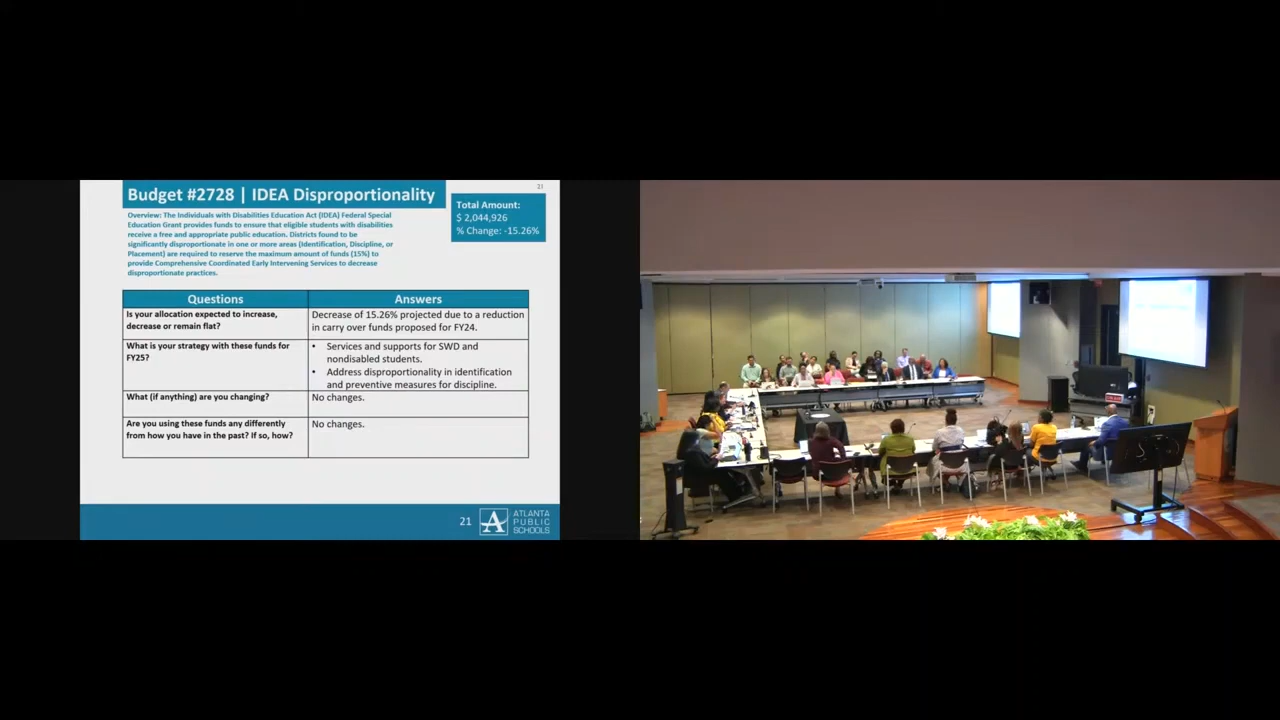 21
Budget #2728 | IDEA Disproportionality
Total Amount:
$ 2,044,926
% Change: -15.26%
Overview: The Individuals with Disabilities Education Act (IDEA) Federal Special
Education Grant provides funds to ensure that eligible students with disabilities
receive a free and appropriate public education. Districts found to be
significantly disproportionate in one or more areas (Identification, Discipline, or
Placement) are required to reserve the maximum amount of funds (15%) to
provide Comprehensive Coordinated Early Intervening Services to decrease
disproportionate practices.
Questions
Answers
Is your allocation expected to increase,
decrease or remain flat?
Decrease of 15.26% projected due to a reduction
in carry over funds proposed for FY24.
What is your strategy with these funds for
FY25?
• Services and supports for SWD and
nondisabled students.
• Address disproportionality in identification
and preventive measures for discipline.
What (if anything) are you changing?
No changes.
Are you using these funds any differently
from how you have in the past? If so, how?
No changes.
21
ATLANTA
PUBLIC
SCHOOLS